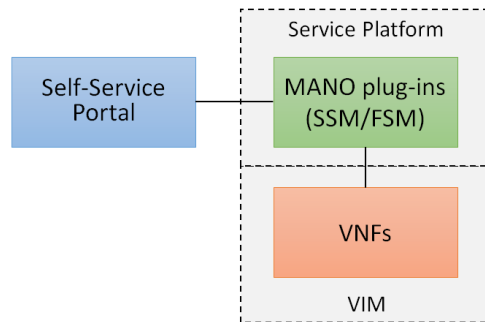 Service Platform
Self-Service
Portal
MANO plug-ins
(SSM/FSM)
VNFs
VIM